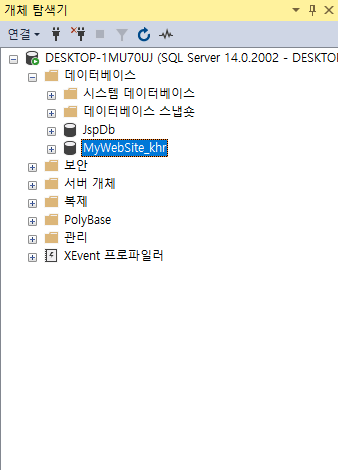 개체 탐색기
연결
DESKTOP-1MU70UJ (SQL Server 14.0.2002 - DESKTO
데이터베이스
시스템 데이터베이스
데이터베이스 스냅숏
JspDb
MyWebSite_khr
보안
서버 개체
복제
PolyBase
관리
XEvent 프로파일러